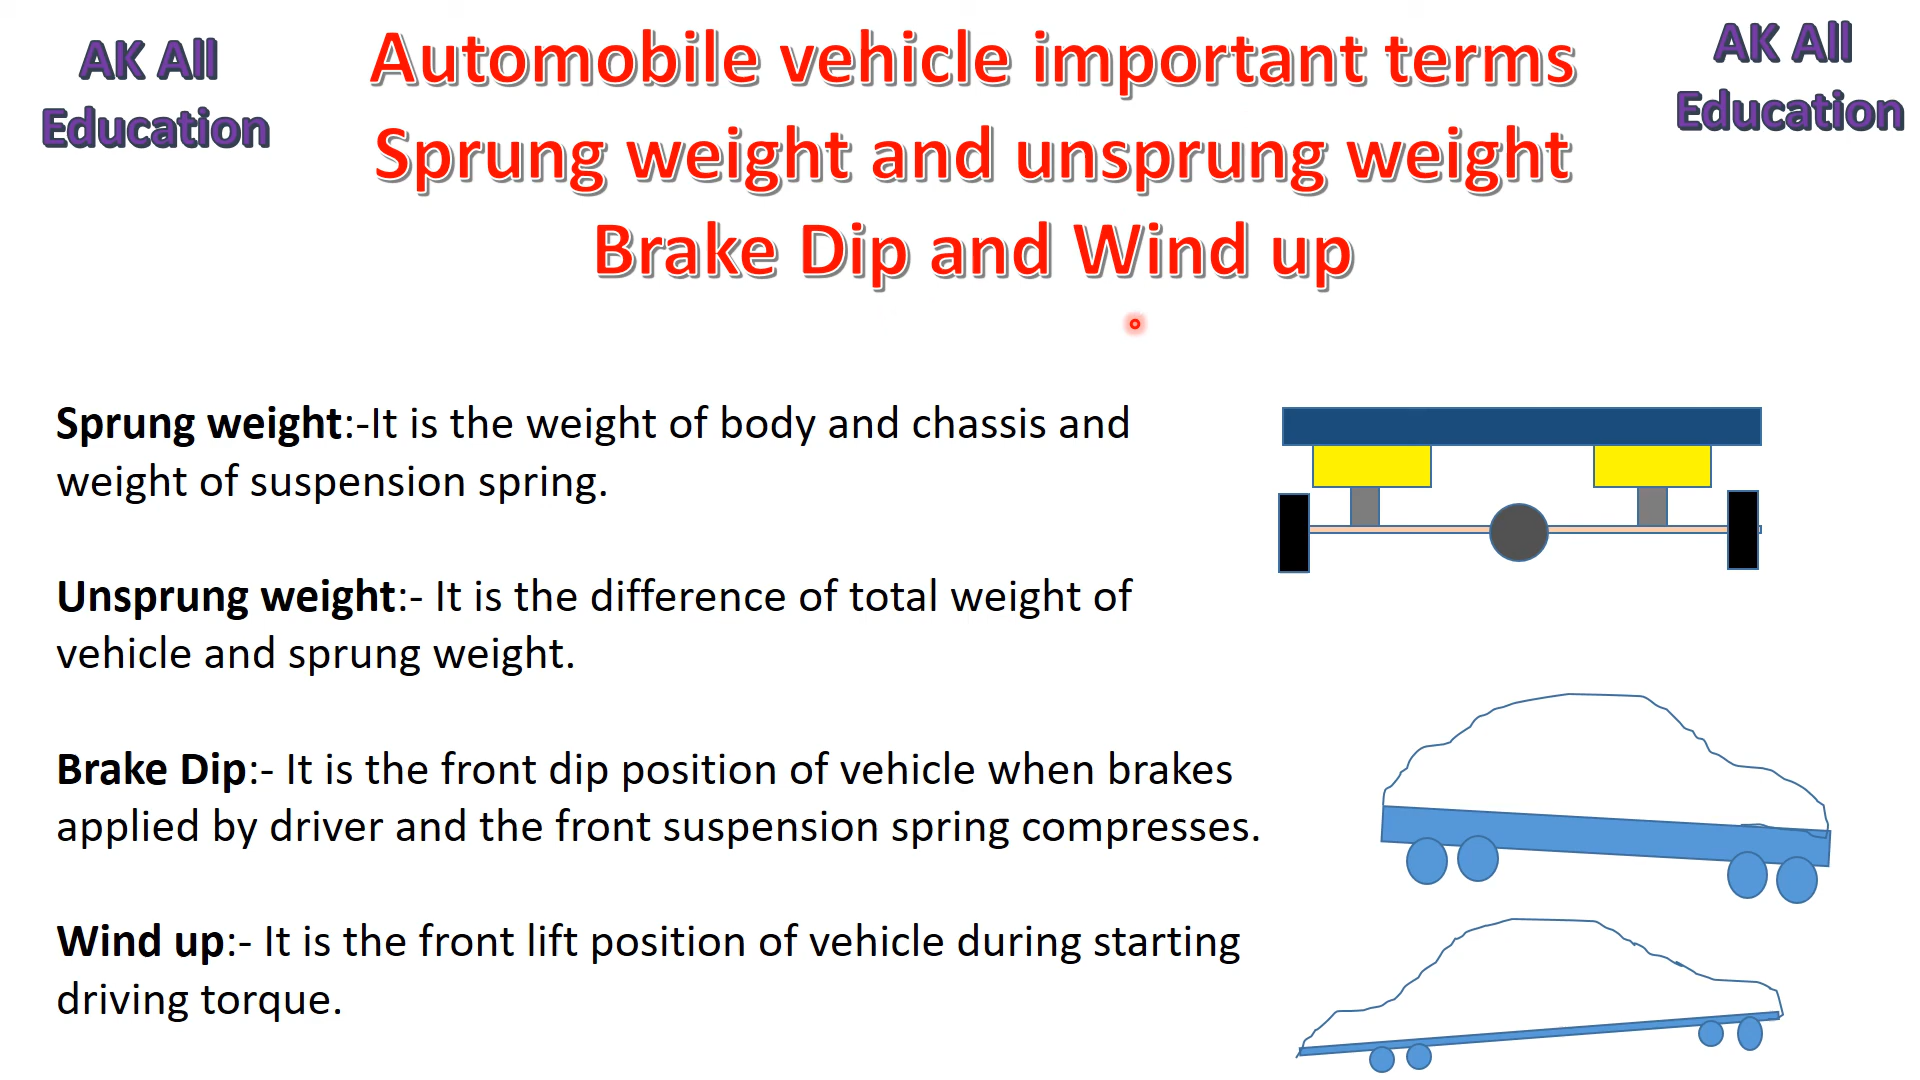 AK All
Education
Automobile vehicle important terms
Sprung weight and unsprung weight
Brake Dip and Wind up
AK All
Education
Sprung weight:-It is the weight of body and chassis and
weight of suspension spring.
Unsprung weight:- It is the difference of total weight of
vehicle and sprung weight.
Brake Dip:- It is the front dip position of vehicle when brakes
applied by driver and the front suspension spring compresses.
Wind up:- It is the front lift position of vehicle during starting
driving torque.